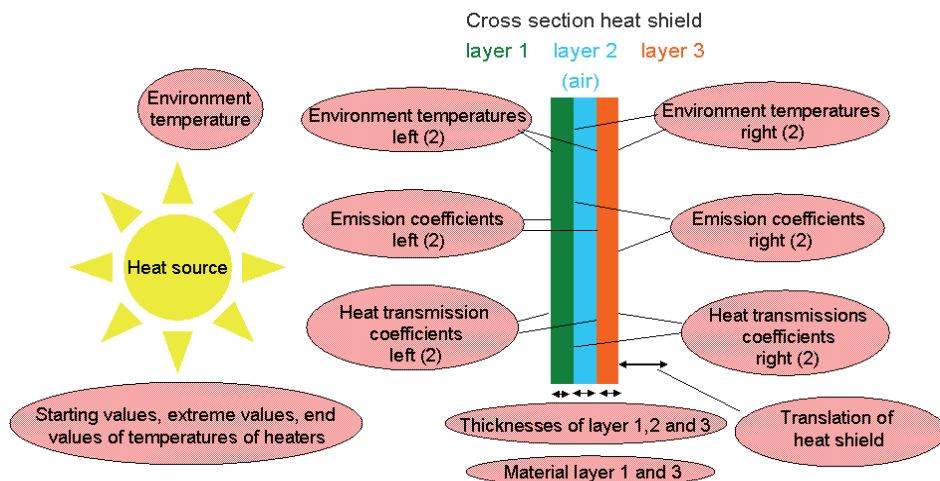 Cross section heat shield
layer 1 layer 2 layer 3
(air)
Environment
temperature
Environment temperatures
left (2)
Environment temperatures
right (2)
Emission coefficients
left (2)
Emission coefficients
right (2)
Heat source
Heat transmission
coefficients
left (2)
Heat transmissions
coefficients
right (2)
Starting values, extreme values, end
values of temperatures of heaters
Thicknesses of layer 1,2 and 3
Translation of
heat shield
Material layer 1 and 3